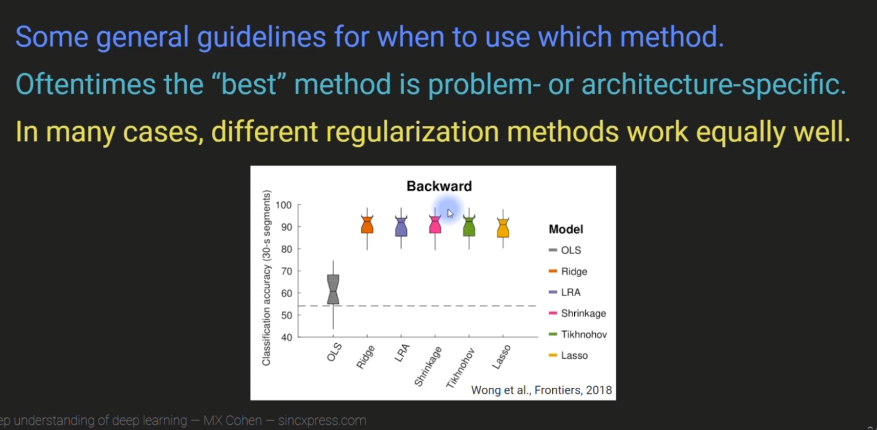 Some general guidelines for when to use which method.
Oftentimes the “best” method is problem- or architecture-specific.
In many cases, different regularization methods work equally well.
Backward
Classification accuracy (30-s segments)
100
90
80
70
60
50
40
OLS
Ridge
LRA
Shrinkage
Tikhnohov
Lasso
Model
OLS
Ridge
LRA
Shrinkage
Tikhnohov
Lasso
Wong et al., Frontiers, 2018
ep understanding of deep learning — MX Cohen — sincxpress.com